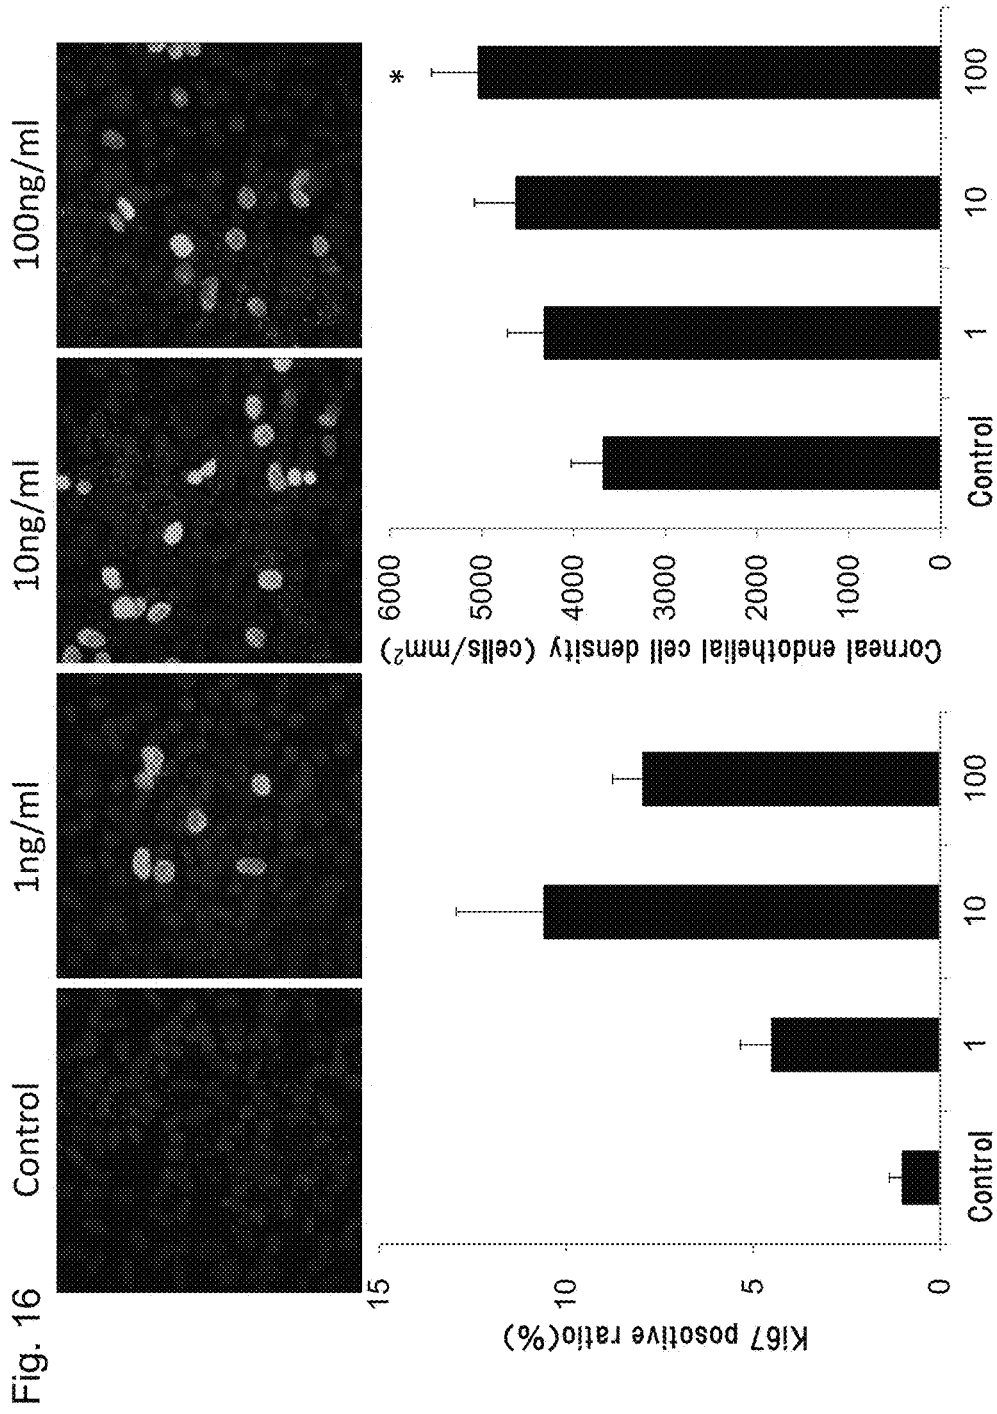 Fig. 16
Control
1ng/ml
10ng/ml
100ng/ml
Ki67 posotive ratio(%)
15
10
5
0
Control
1
10
100
Corneal endothelial cell density (cells/mm²)
6000
5000
4000
3000
2000
1000
0
*
Control
1
10
100